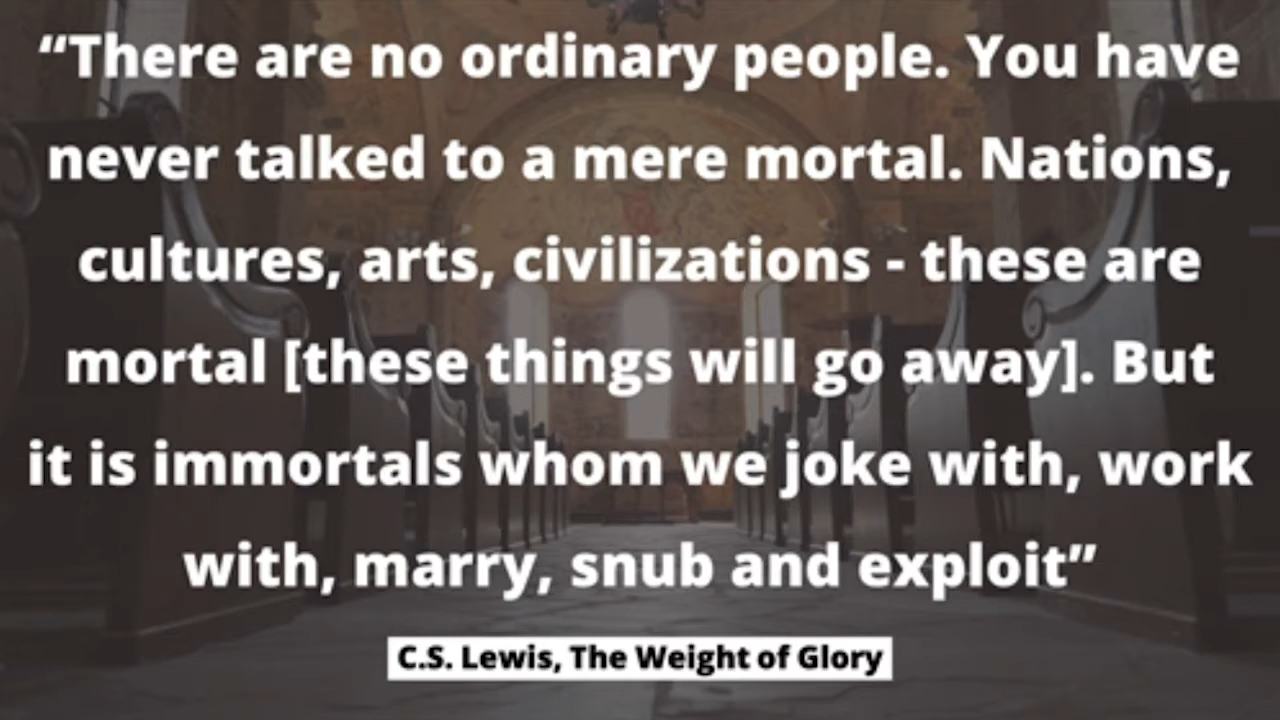 “There are no ordinary people. You have
never talked to a mere mortal. Nations,
cultures, arts, civilizations - these are
mortal [these things will go away]. But
it is immortals whom we joke with, work
with, marry, snub and exploit”
C.S. Lewis, The Weight of Glory